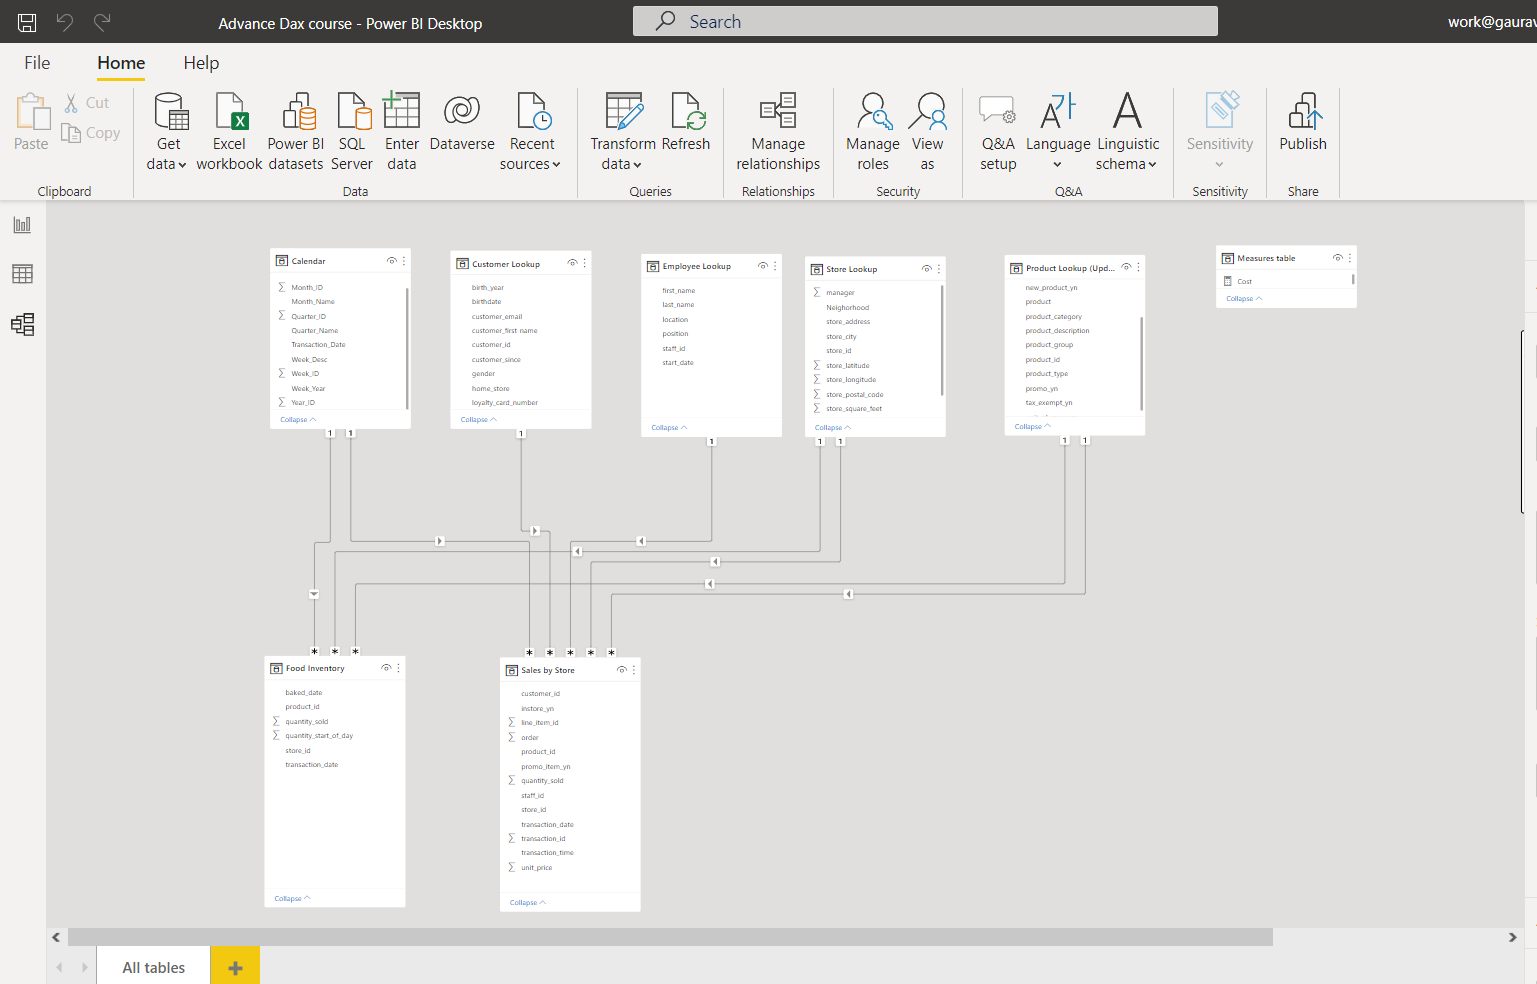 Advance Dax course - Power BI Desktop
Search
work@gaurav
File
Home
Help
Paste
Cut
Copy
Get data
Excel workbook
Power BI datasets
SQL Server
Enter data
Dataverse
Recent sources
Transform data
Refresh
Manage relationships
Manage roles
View as
Q&A setup
Language
Linguistic schema
Sensitivity
Publish
Clipboard
Data
Queries
Relationships
Security
Q&A
Sensitivity
Share
Calendar
Month_ID
Month_Name
Quarter_ID
Quarter_Name
Transaction_Date
Week_Desc
Week_ID
Week_Year
Year_ID
Collapse
Customer Lookup
birth_year
birthdate
customer_email
customer_first-name
customer_id
customer_since
gender
home_store
loyalty_card_number
Collapse
Employee Lookup
first_name
last_name
location
position
staff_id
start_date
Collapse
Store Lookup
manager
Neighorhood
store_address
store_city
store_id
store_latitude
store_longitude
store_postal_code
store_square_feet
Collapse
Product Lookup (Upd...
new_product_yn
product
product_category
product_description
product_group
product_id
product_type
promo_yn
tax_exempt_yn
Collapse
Measures table
Cost
Collapse
1 1 1 1 1 1 1 1
* * * * * * * *
Food Inventory
baked_date
product_id
quantity_sold
quantity_start_of_day
store_id
transaction_date
Collapse
Sales by Store
customer_id
instore_yn
line_item_id
order
product_id
promo_item_yn
quantity_sold
staff_id
store_id
transaction_date
transaction_id
transaction_time
unit_price
Collapse
All tables